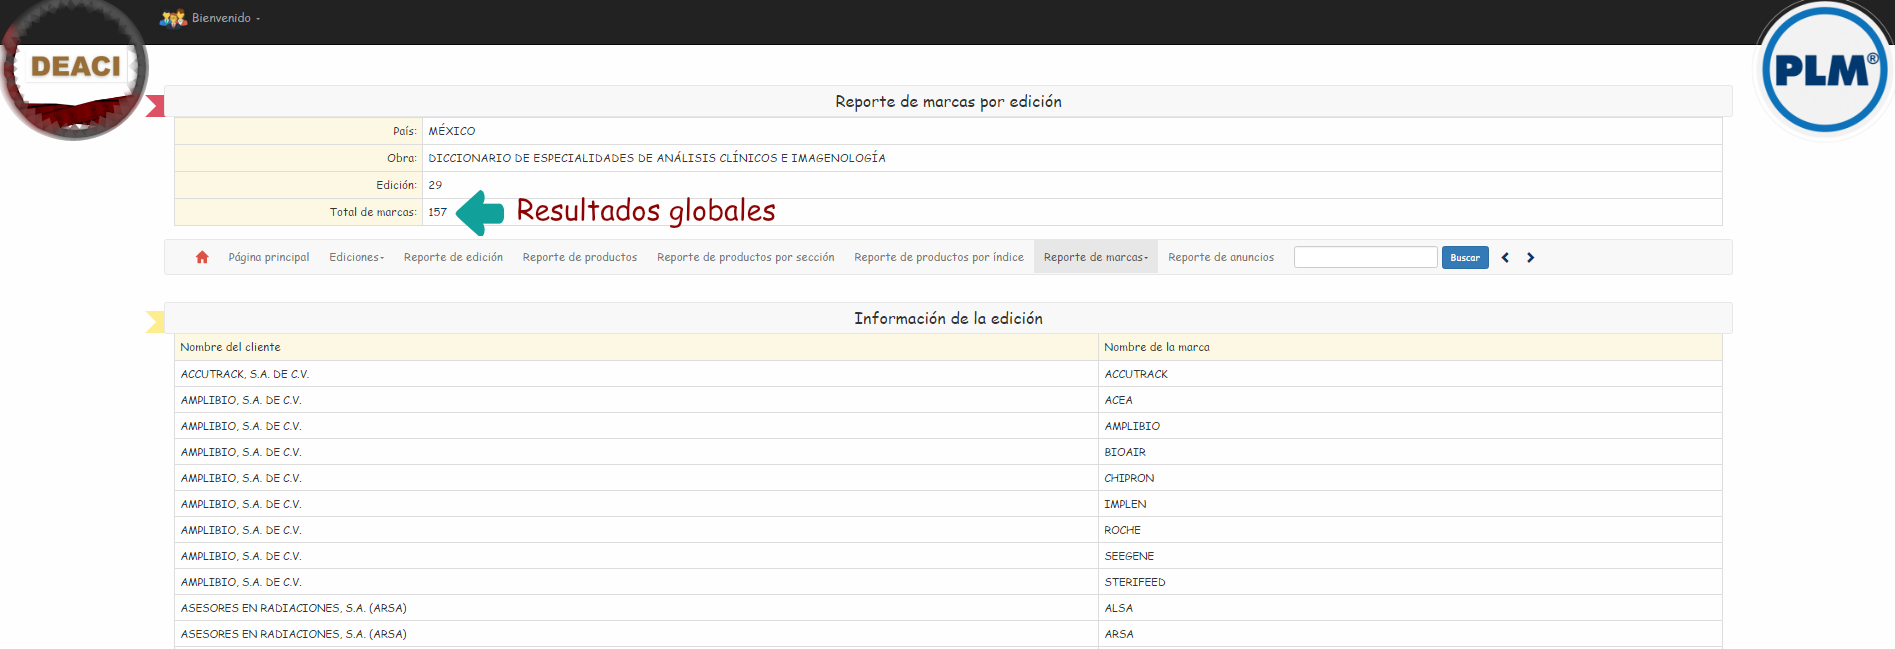 Bienvenido
DEACI
PLM®
Reporte de marcas por edición
País: MÉXICO
Obra: DICCIONARIO DE ESPECIALIDADES DE ANÁLISIS CLÍNICOS E IMAGENOLOGÍA
Edición: 29
Total de marcas: 157 Resultados globales
Página principal Ediciones Reporte de edición Reporte de productos Reporte de productos por sección Reporte de productos por índice Reporte de marcas Reporte de anuncios Buscar
Información de la edición
Nombre del cliente Nombre de la marca
ACCUTRACK, S.A. DE C.V. ACCUTRACK
AMPLIBIO, S.A. DE C.V. ACEA
AMPLIBIO, S.A. DE C.V. AMPLIBIO
AMPLIBIO, S.A. DE C.V. BIOAIR
AMPLIBIO, S.A. DE C.V. CHIPRON
AMPLIBIO, S.A. DE C.V. IMPLEN
AMPLIBIO, S.A. DE C.V. ROCHE
AMPLIBIO, S.A. DE C.V. SEEGENE
AMPLIBIO, S.A. DE C.V. STERIFEED
ASESORES EN RADIACIONES, S.A. (ARSA) ALSA
ASESORES EN RADIACIONES, S.A. (ARSA) ARSA